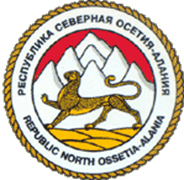 РЕСПУБЛИКА СЕВЕРНАЯ ОСЕТИЯ-АЛАНИЯ
REPUBLIC NORTH OSSETIA-ALANIA